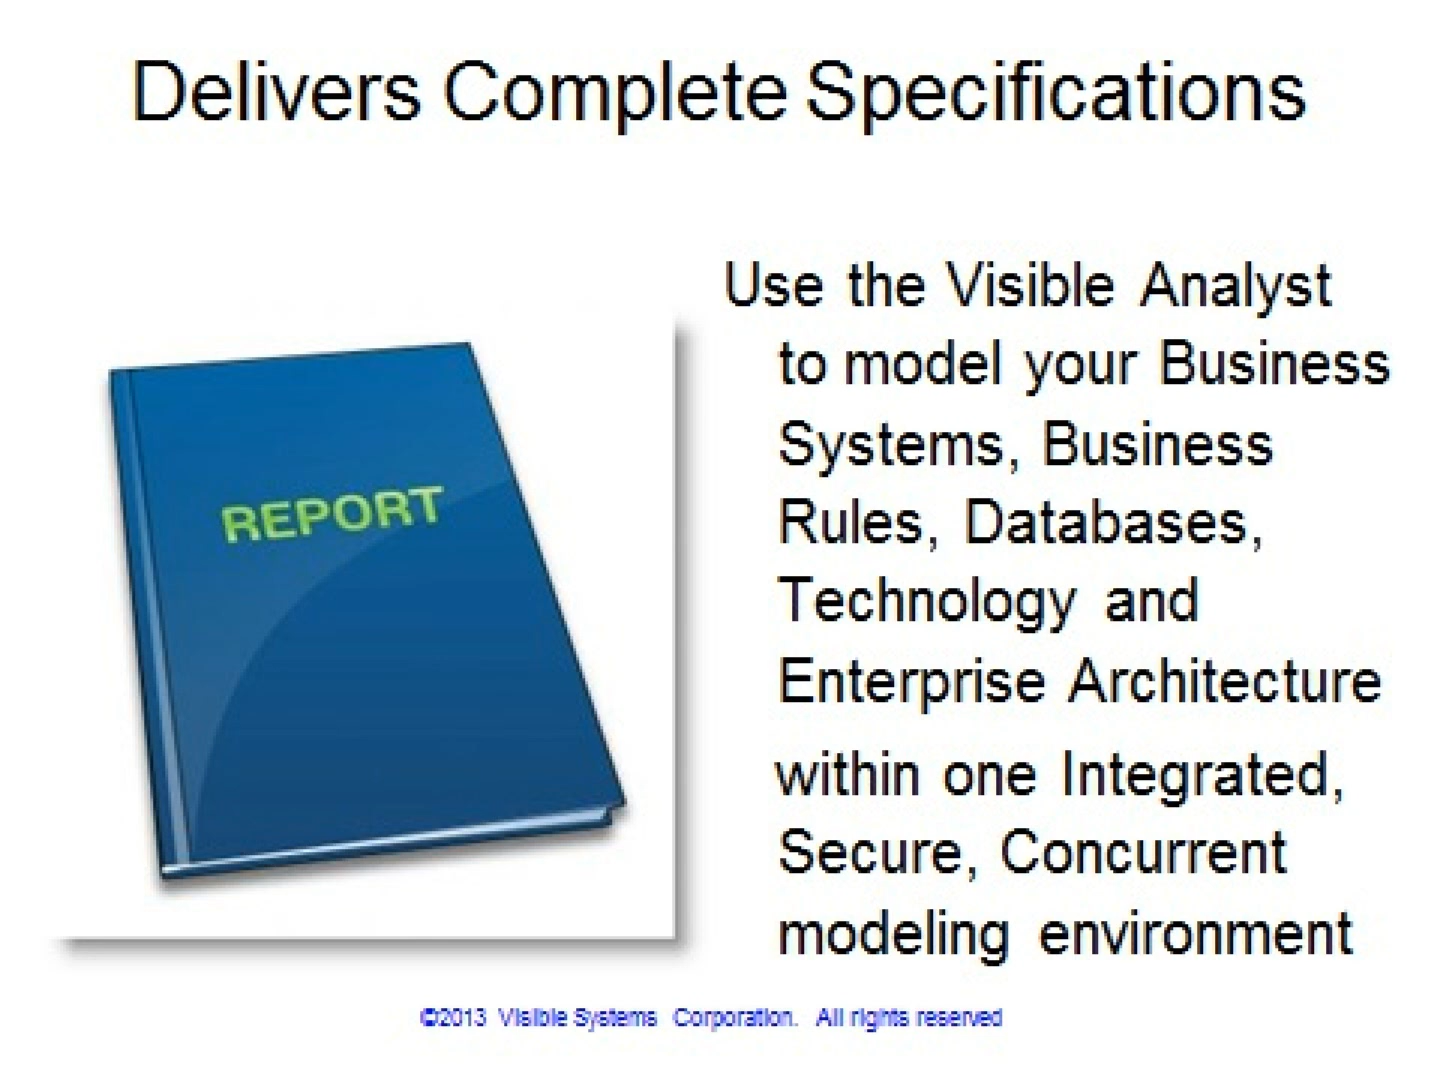 Delivers Complete Specifications
REPORT
Use the Visible Analyst
to model your Business
Systems, Business
Rules, Databases,
Technology and
Enterprise Architecture
within one Integrated,
Secure, Concurrent
modeling environment
©2013 Visible Systems Corporation. All rights reserved